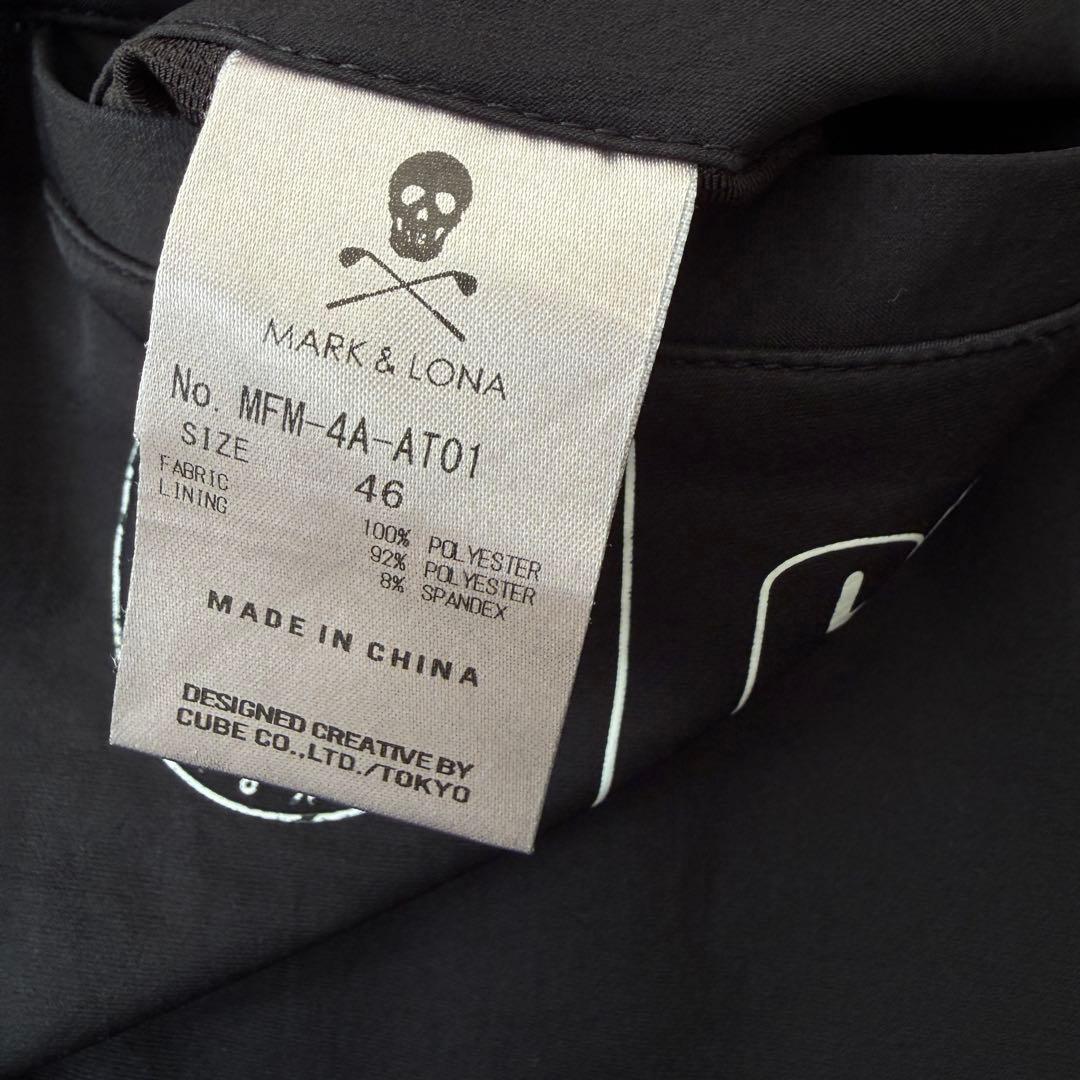 MARK & LONA
No. MFM-4A-AT01
SIZE 46
FABRIC 100% POLYESTER
LINING 92% POLYESTER
8% SPANDEX
MADE IN CHINA
DESIGNED CREATIVE BY
CUBE CO.,LTD./TOKYO